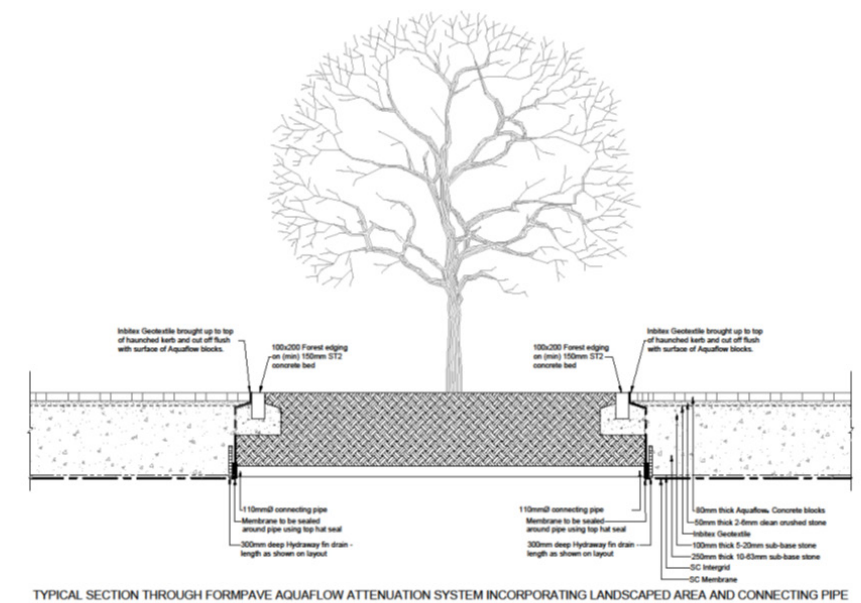 Inbitex Geotextile brought up to top
of haunched kerb and cut off flush
with surface of Aquaflow blocks.
100x200 Forest edging
on (min) 150mm ST2
concrete bed
100x200 Forest edging
on (min) 150mm ST2
concrete bed
Inbitex Geotextile brought up to top
of haunched kerb and cut off flush
with surface of Aquaflow blocks.
110mmØ connecting pipe
Membrane to be sealed
around pipe using top hat seal
300mm deep Hydraway fin drain -
length as shown on layout
110mmØ connecting pipe
Membrane to be sealed
around pipe using top hat seal
300mm deep Hydraway fin drain -
length as shown on layout
80mm thick Aquaflow Concrete blocks
50mm thick 2-6mm clean crushed stone
Inbitex Geotextile
100mm thick 5-20mm sub-base stone
250mm thick 10-63mm sub-base stone
SC Intergrid
SC Membrane
TYPICAL SECTION THROUGH FORMPAVE AQUAFLOW ATTENUATION SYSTEM INCORPORATING LANDSCAPED AREA AND CONNECTING PIPE